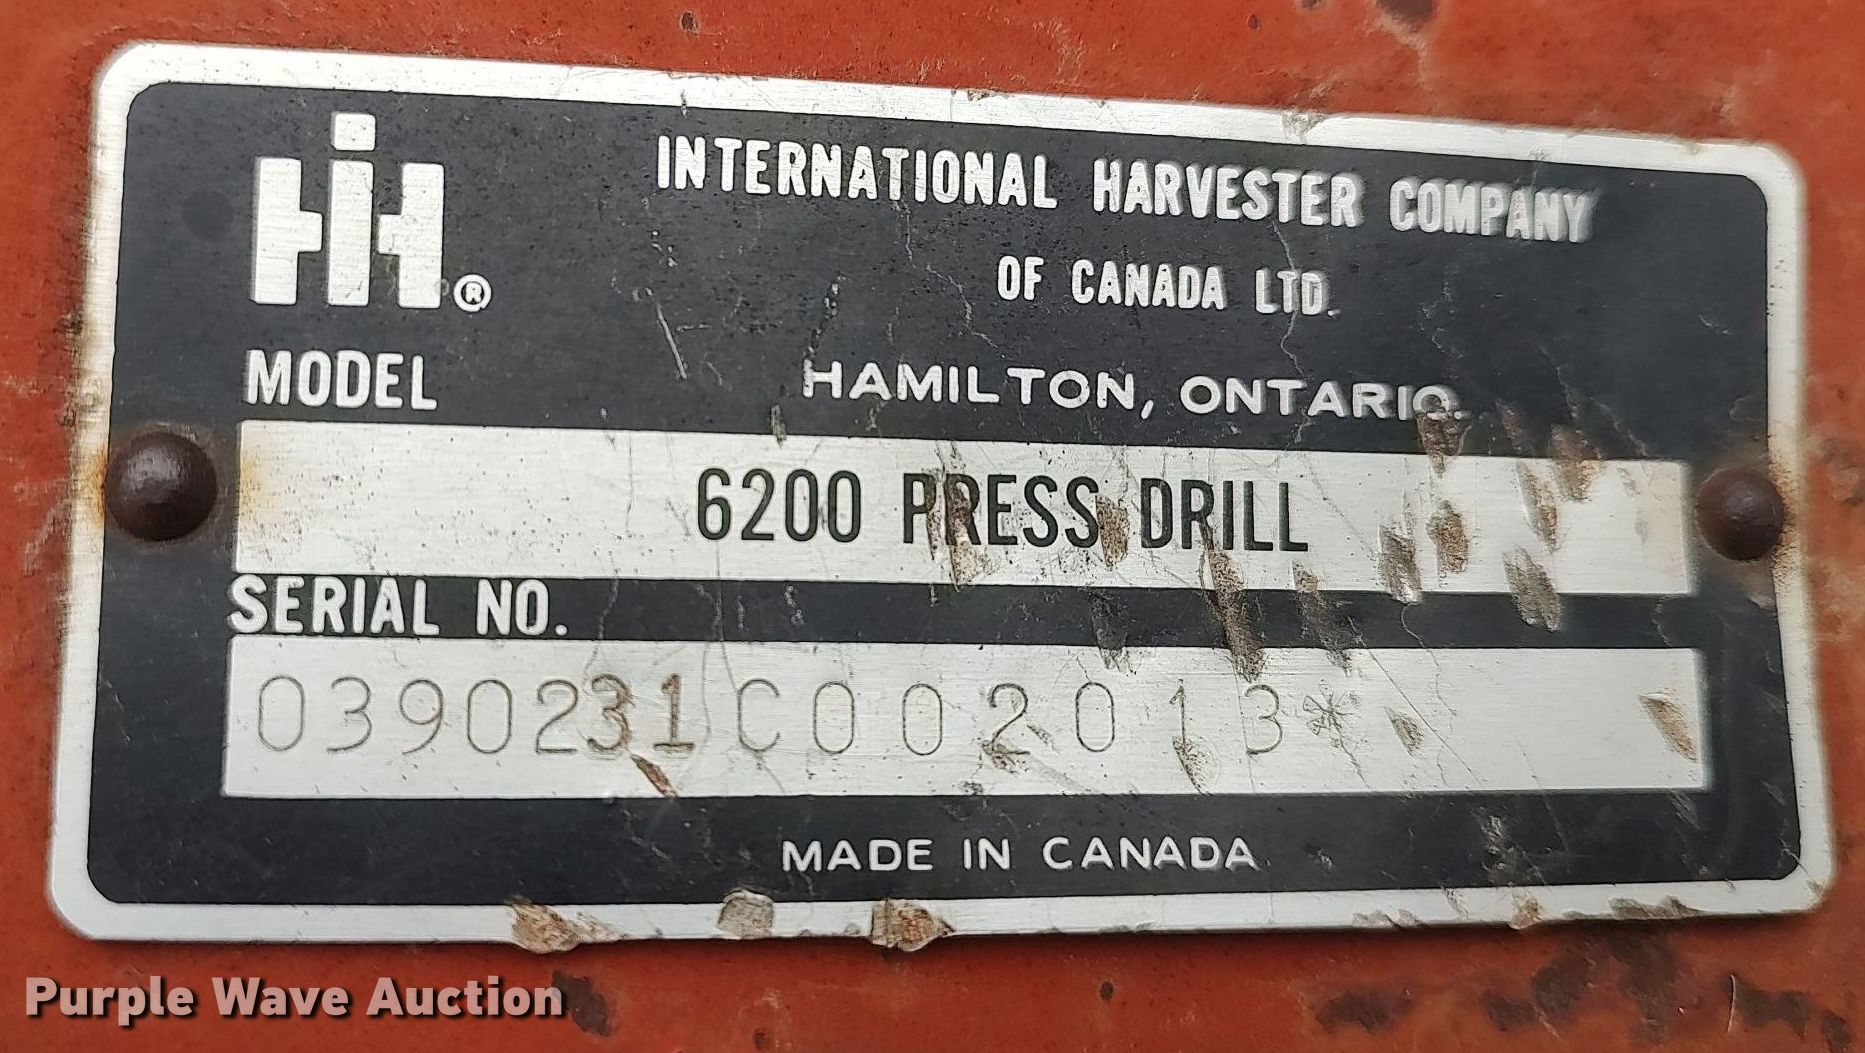 IH®
INTERNATIONAL HARVESTER COMPANY
OF CANADA LTD.
HAMILTON, ONTARIO.
MODEL
6200 PRESS DRILL
SERIAL NO.
0390231C002013*
MADE IN CANADA
Purple Wave Auction